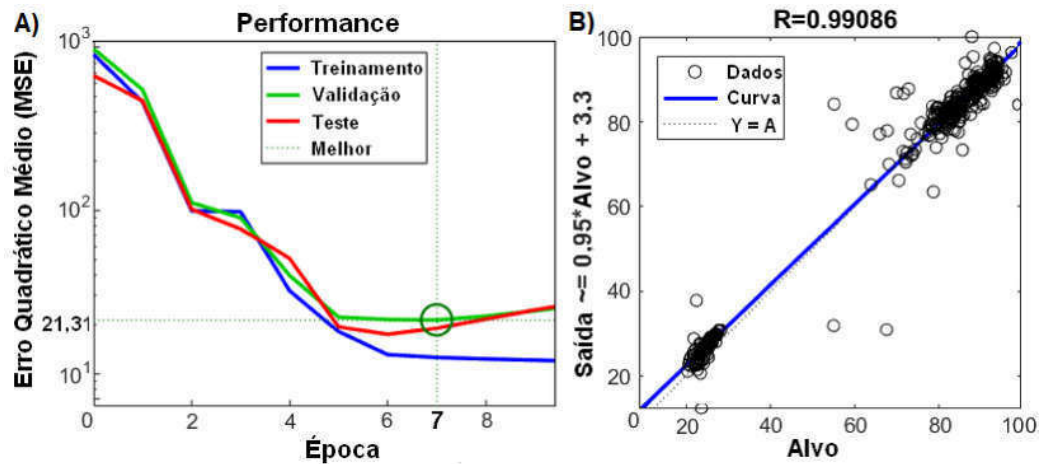 A)
Performance
Erro Quadrático Médio (MSE)
10³
10²
21.31
10¹
Treinamento
Validação
Teste
Melhor
0
2
4
6
7
8
Época
B)
R=0.99086
Saída ~= 0.95*Alvo + 3.3
100
80
60
40
20
Dados
Curva
Y = A
0
20
40
60
80
100
Alvo